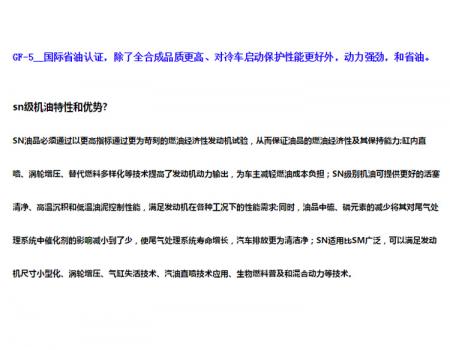 GF-5__国际省油认证，除了全合成品质更高、对冷车启动保护性能更好外，动力强劲，和省油。
sn级机油特性和优势?
SN油品必须通过以更高指标通过更为苛刻的燃油经济性发动机试验，从而保证油品的燃油经济性及其保持能力;缸内直
喷、涡轮增压、替代燃料多样化等技术提高了发动机动力输出，为车主减轻燃油成本负担；SN级别机油可提供更好的活塞
清净、高温沉积和低温油泥控制性能，满足发动机在各种工况下的性能需求;同时，油品中硫、磷元素的减少将其对尾气处
理系统中催化剂的影响减小到了少，使尾气处理系统寿命增长，汽车排放更为清洁净；SN适用比SM广泛，可以满足发动
机尺寸小型化、涡轮增压、气缸失活技术、汽油直喷技术应用、生物燃料普及和混合动力等技术。